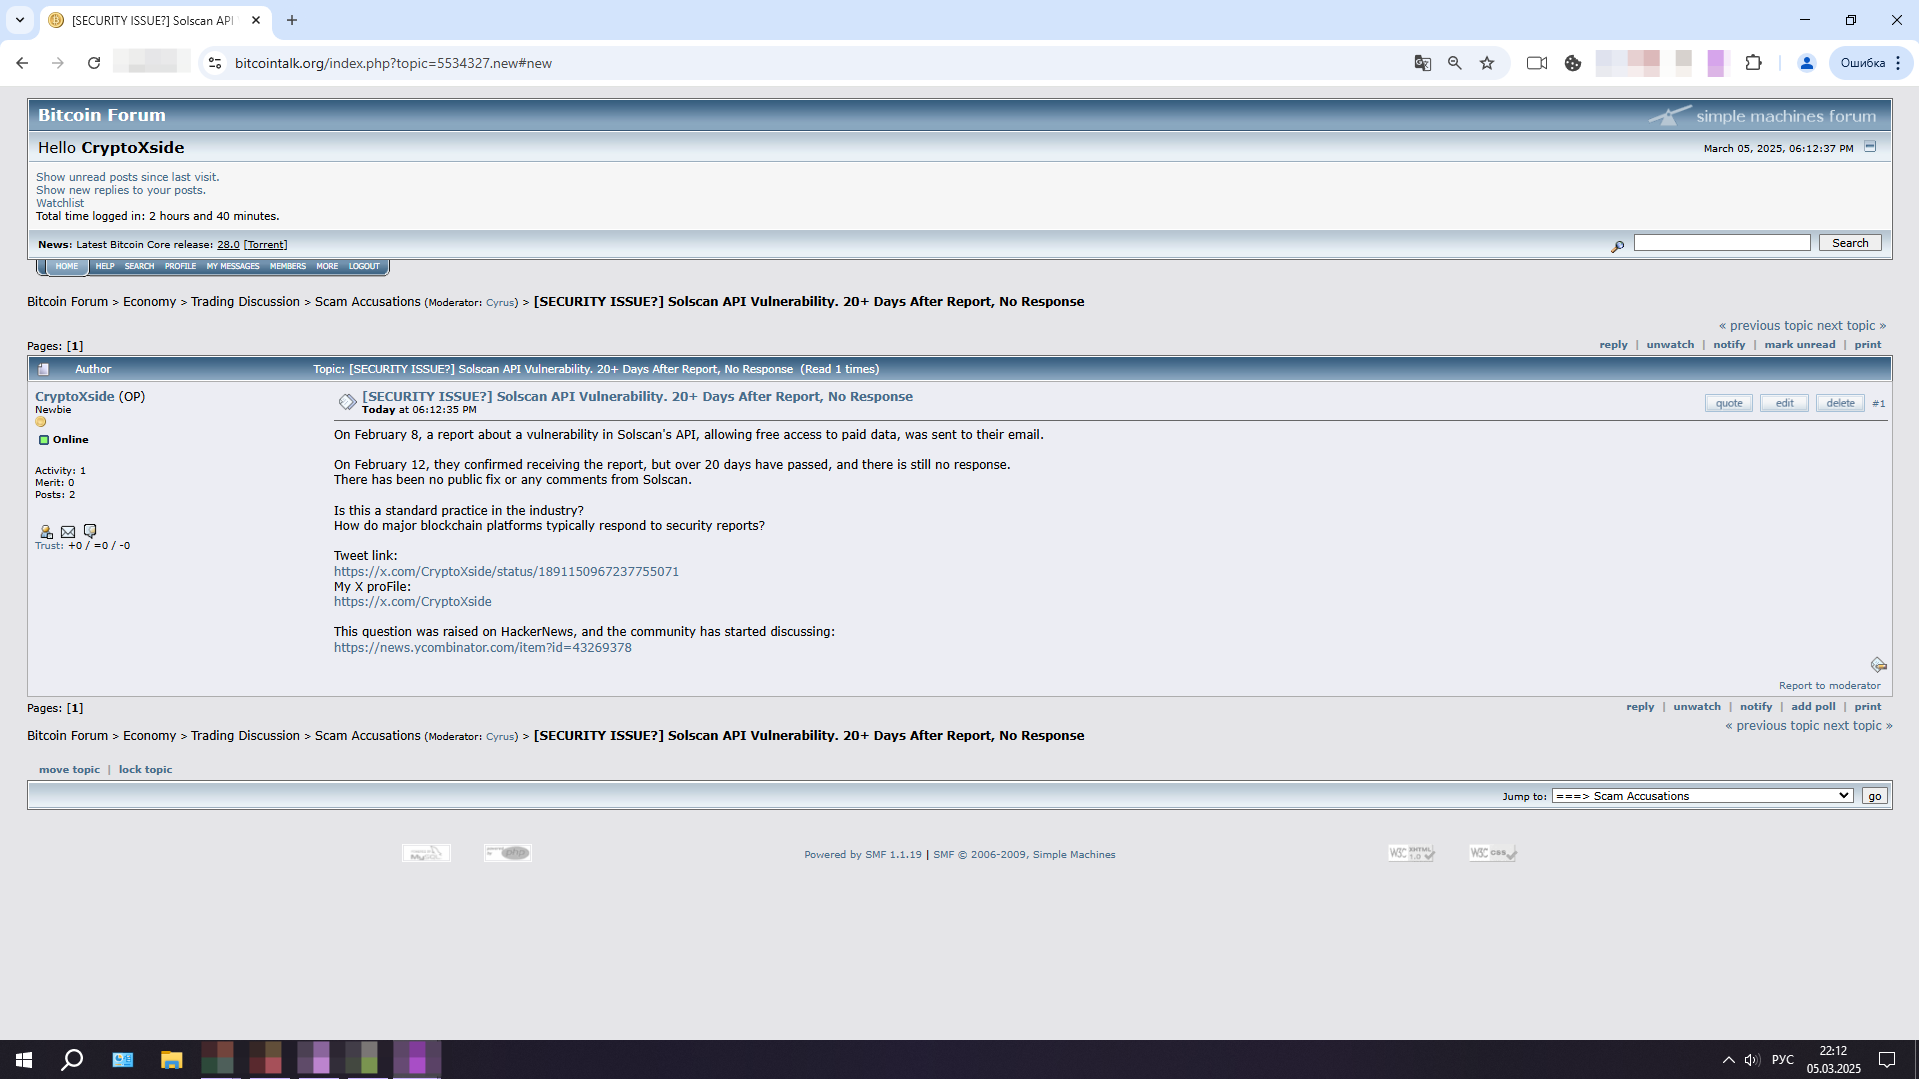 [SECURITY ISSUE?] Solscan API
bitcointalk.org/index.php?topic=5534327.new#new
Ошибка
Bitcoin Forum
simple machines forum
Hello CryptoXside
March 05, 2025, 06:12:37 PM
Show unread posts since last visit.
Show new replies to your posts.
Watchlist
Total time logged in: 2 hours and 40 minutes.
News: Latest Bitcoin Core release: 28.0 [Torrent]
Search
HOME HELP SEARCH PROFILE MY MESSAGES MEMBERS MORE LOGOUT
Bitcoin Forum > Economy > Trading Discussion > Scam Accusations (Moderator: Cyrus) > [SECURITY ISSUE?] Solscan API Vulnerability. 20+ Days After Report, No Response
« previous topic next topic »
Pages: [1]
reply | unwatch | notify | mark unread | print
Author
Topic: [SECURITY ISSUE?] Solscan API Vulnerability. 20+ Days After Report, No Response (Read 1 times)
CryptoXside (OP)
Newbie
Online
Activity: 1
Merit: 0
Posts: 2
Trust: +0 / =0 / -0
[SECURITY ISSUE?] Solscan API Vulnerability. 20+ Days After Report, No Response
Today at 06:12:35 PM
quote edit delete #1
On February 8, a report about a vulnerability in Solscan's API, allowing free access to paid data, was sent to their email.
On February 12, they confirmed receiving the report, but over 20 days have passed, and there is still no response.
There has been no public fix or any comments from Solscan.
Is this a standard practice in the industry?
How do major blockchain platforms typically respond to security reports?
Tweet link:
https://x.com/CryptoXside/status/1891150967237755071
My X proFile:
https://x.com/CryptoXside
This question was raised on HackerNews, and the community has started discussing:
https://news.ycombinator.com/item?id=43269378
Report to moderator
Pages: [1]
reply | unwatch | notify | add poll | print
« previous topic next topic »
Bitcoin Forum > Economy > Trading Discussion > Scam Accusations (Moderator: Cyrus) > [SECURITY ISSUE?] Solscan API Vulnerability. 20+ Days After Report, No Response
move topic | lock topic
Jump to: ===> Scam Accusations go
MySQL
php
Powered by SMF 1.1.19 | SMF © 2006-2009, Simple Machines
W3C XHTML 1.0
W3C css
РУС
22:12
05.03.2025